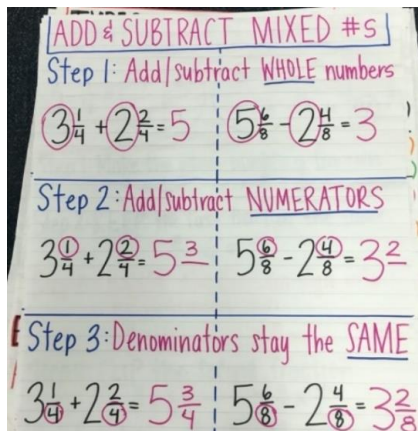 ADD & SUBTRACT MIXED #S
Step 1: Add/subtract WHOLE numbers
3 1/4 + 2 2/4 = 5   5 6/8 - 2 4/8 = 3
Step 2: Add/subtract NUMERATORS
3 1/4 + 2 2/4 = 5 3/   5 6/8 - 2 4/8 = 3 2/
Step 3: Denominators stay the SAME
3 1/4 + 2 2/4 = 5 3/4   5 6/8 - 2 4/8 = 3 2/8